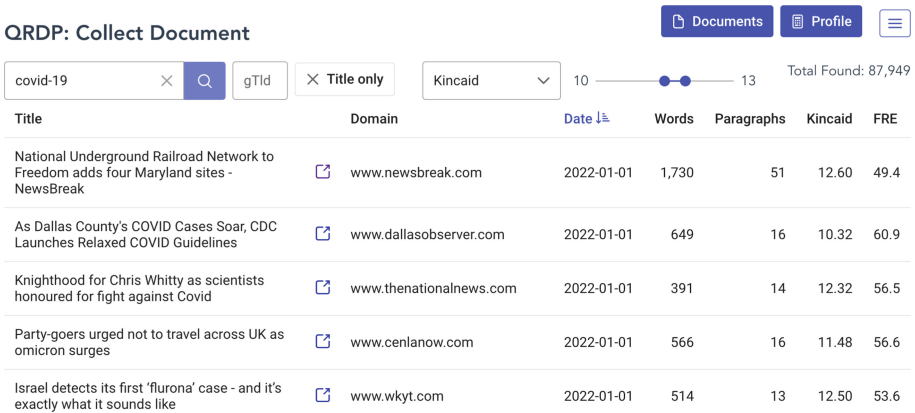 QRDP: Collect Document
Documents
Profile
covid-19
gTld
Title only
Kincaid
10
13
Total Found: 87,949
Title Domain Date Words Paragraphs Kincaid FRE
National Underground Railroad Network to
Freedom adds four Maryland sites - www.newsbreak.com 2022-01-01 1,730 51 12.60 49.4
NewsBreak
As Dallas County's COVID Cases Soar, CDC
Launches Relaxed COVID Guidelines
www.dallasobserver.com 2022-01-01 649 16 10.32 60.9
Knighthood for Chris Whitty as scientists
honoured for fight against Covid
www.thenationalnews.com 2022-01-01 391 14 12.32 56.5
Party-goers urged not to travel across UK as
omicron surges
www.cenlanow.com 2022-01-01 566 16 11.48 56.6
Israel detects its first ‘flurona’ case - and it’s
exactly what it sounds like
www.wkyt.com 2022-01-01 514 13 12.50 53.6